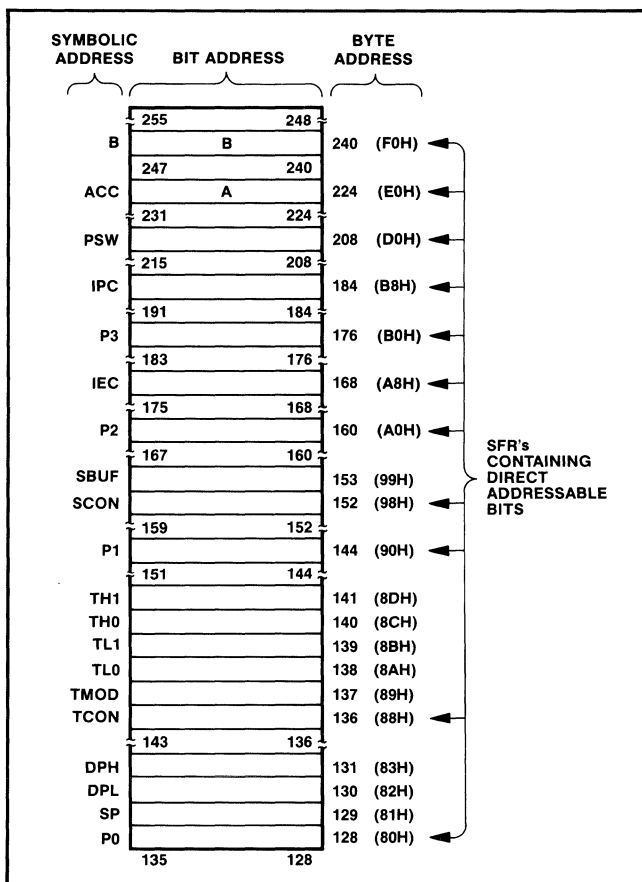 SYMBOLIC ADDRESS BIT ADDRESS BYTE ADDRESS
255 248
B B 240 (F0H)
247 240
ACC A 224 (E0H)
231 224
PSW 208 (D0H)
215 208
IPC 184 (B8H)
191 184
P3 176 (B0H)
183 176
IEC 168 (A8H)
175 168
P2 160 (A0H)
167 160
SBUF 153 (99H)
SCON 152 (98H)
159 152
P1 144 (90H)
151 144
TH1 141 (8DH)
TH0 140 (8CH)
TL1 139 (8BH)
TL0 138 (8AH)
TMOD 137 (89H)
TCON 136 (88H)
143 136
DPH 131 (83H)
DPL 130 (82H)
SP 129 (81H)
P0 128 (80H)
135 128
SFR's
CONTAINING
DIRECT
ADDRESSABLE
BITS